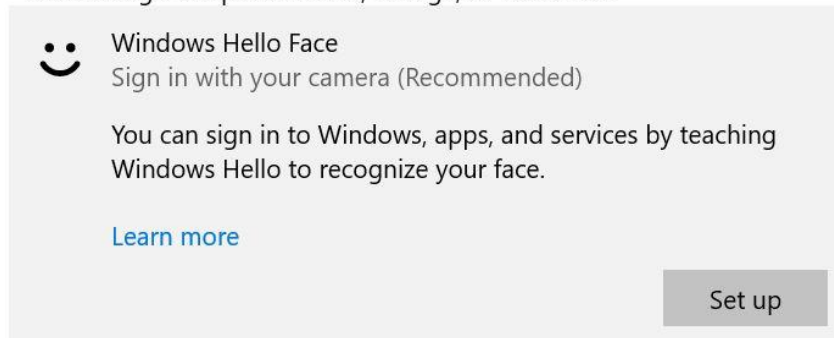 Windows Hello Face
Sign in with your camera (Recommended)
You can sign in to Windows, apps, and services by teaching
Windows Hello to recognize your face.
Learn more
Set up